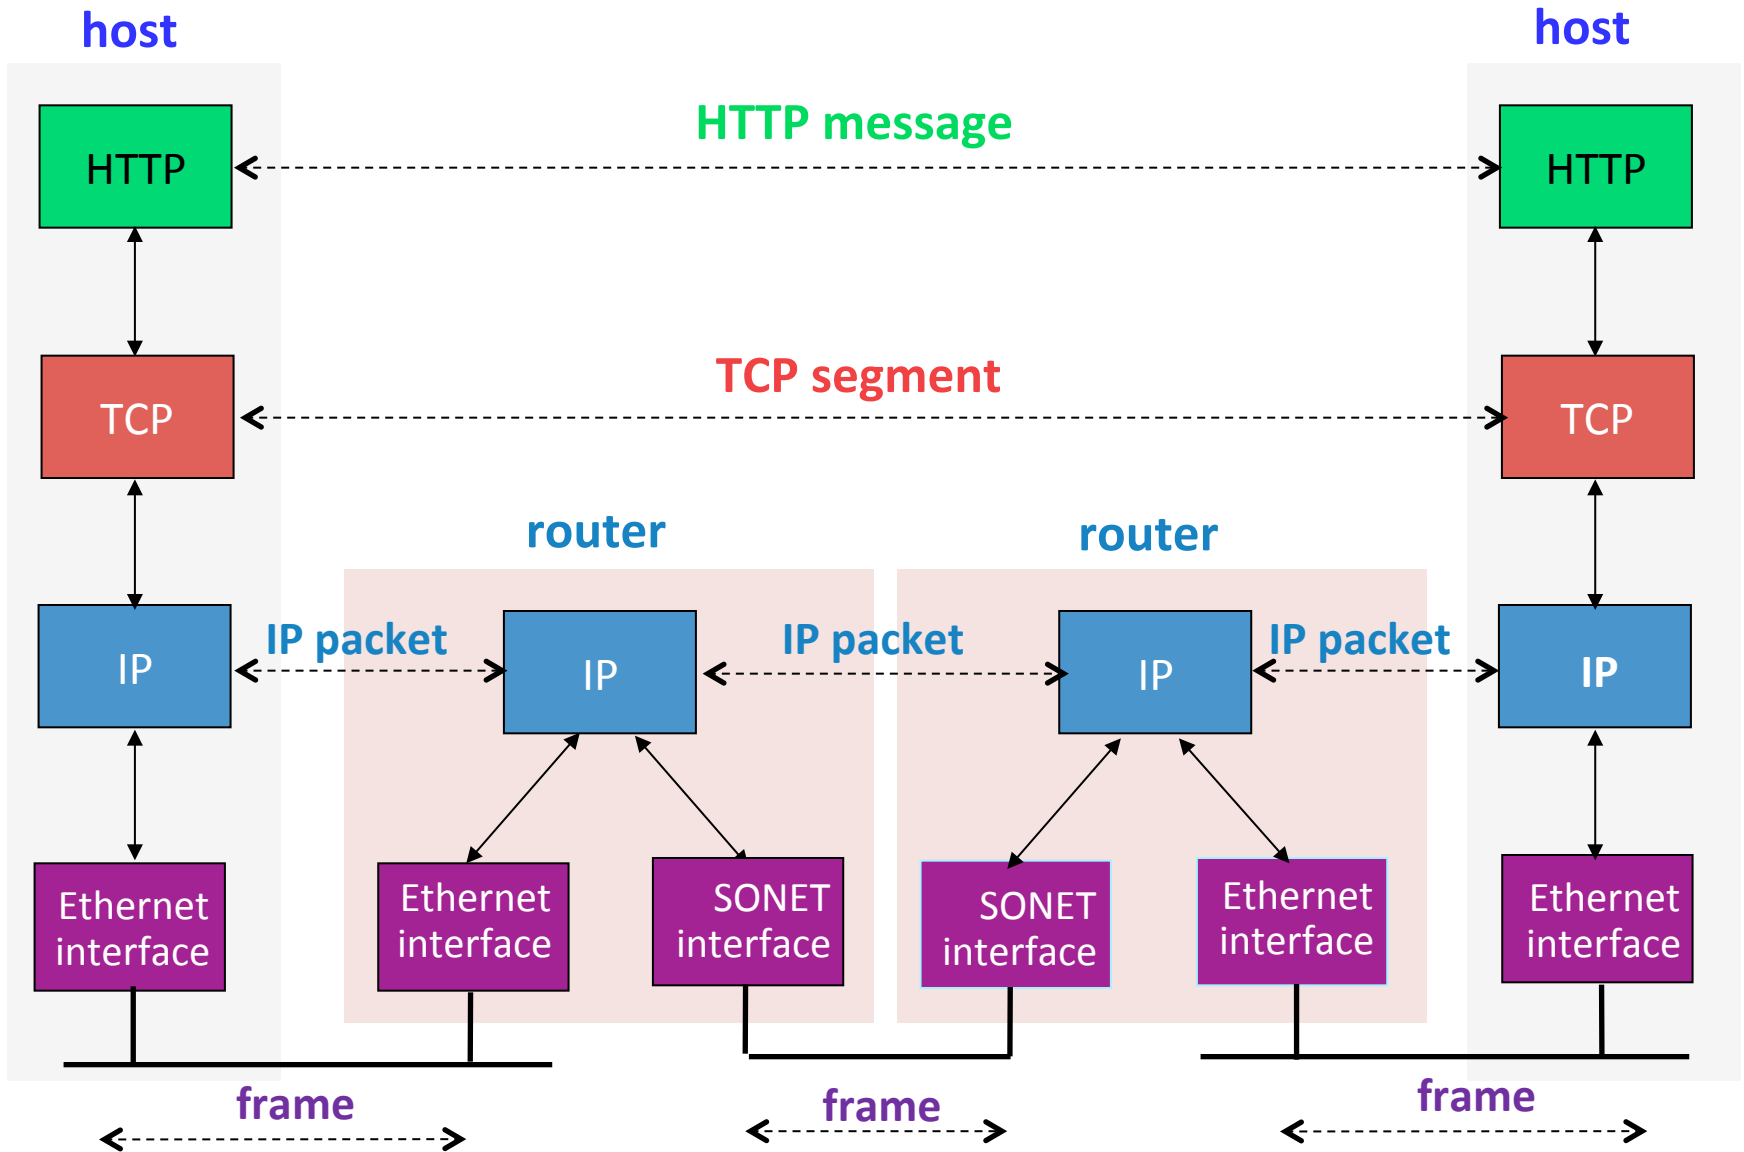 host
host
HTTP message
HTTP
HTTP
TCP segment
TCP
TCP
router
router
IP packet
IP packet
IP packet
IP
IP
IP
IP
Ethernet
interface
Ethernet
interface
SONET
interface
SONET
interface
Ethernet
interface
Ethernet
interface
frame
frame
frame